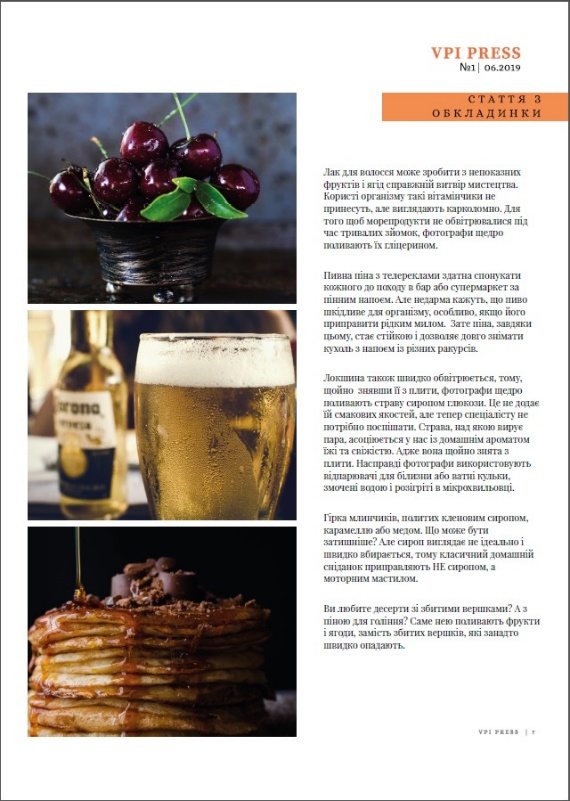 VPI PRESS
№1| 06.2019
СТАТТЯ З
ОБКЛАДИНКИ
Лак для волосся може зробити з непоказних
фруктів і ягід справжній витвір мистецтва.
Користі організму такі вітамінчики не
принесуть, але виглядають карколомно. Для
того щоб морепродукти не обвітрювалися під
час тривалих зйомок, фотографи щедро
поливають їх гліцерином.
Пивна піна з телереклами здатна спонукати
кожного до походу в бар або супермаркет за
пінним напоєм. Але недарма кажуть, що пиво
шкідливе для організму, особливо, якщо його
приправити рідким милом. Зате піна, завдяки
цьому, стає стійкою і дозволяє довго знімати
кухоль з напоєм із різних ракурсів.
Локшина також швидко обвітрюється, тому,
щойно знявши її з плити, фотографи щедро
поливають страву сиропом глюкози. Це не додає
їй смакових якостей, але тепер спеціалісту не
потрібно поспішати. Страва, над якою вирує
пара, асоціюється у нас із домашнім ароматом
їжі та свіжістю. Адже вона щойно знята з
плити. Насправді фотографи використовують
відпарювачі для білизни або ватні кульки,
змочені водою і розігріті в мікрохвильовці.
Гірка млинчиків, политих кленовим сиропом,
карамеллю або медом. Що може бути
затишніше? Але сироп виглядає не ідеально і
швидко вбирається, тому класичний домашній
сніданок приправляють НЕ сиропом, а
моторним мастилом.
Ви любите десерти зі збитими вершками? А з
піною для гоління? Саме нею поливають фрукти
і ягоди, замість збитих вершків, які занадто
швидко опадають.
VPI PRESS | 7